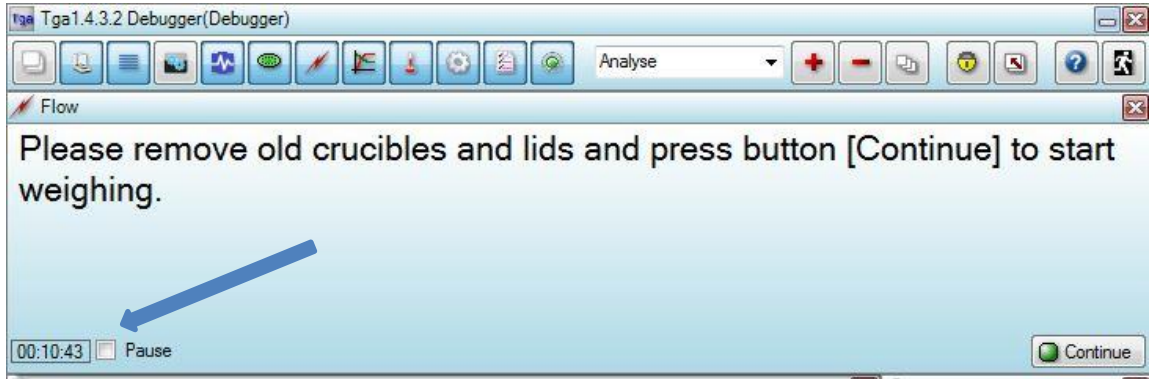 Tga Tga1.4.3.2 Debugger(Debugger)
Analyse
Flow
Please remove old crucibles and lids and press button [Continue] to start
weighing.
00:10:43 Pause
Continue